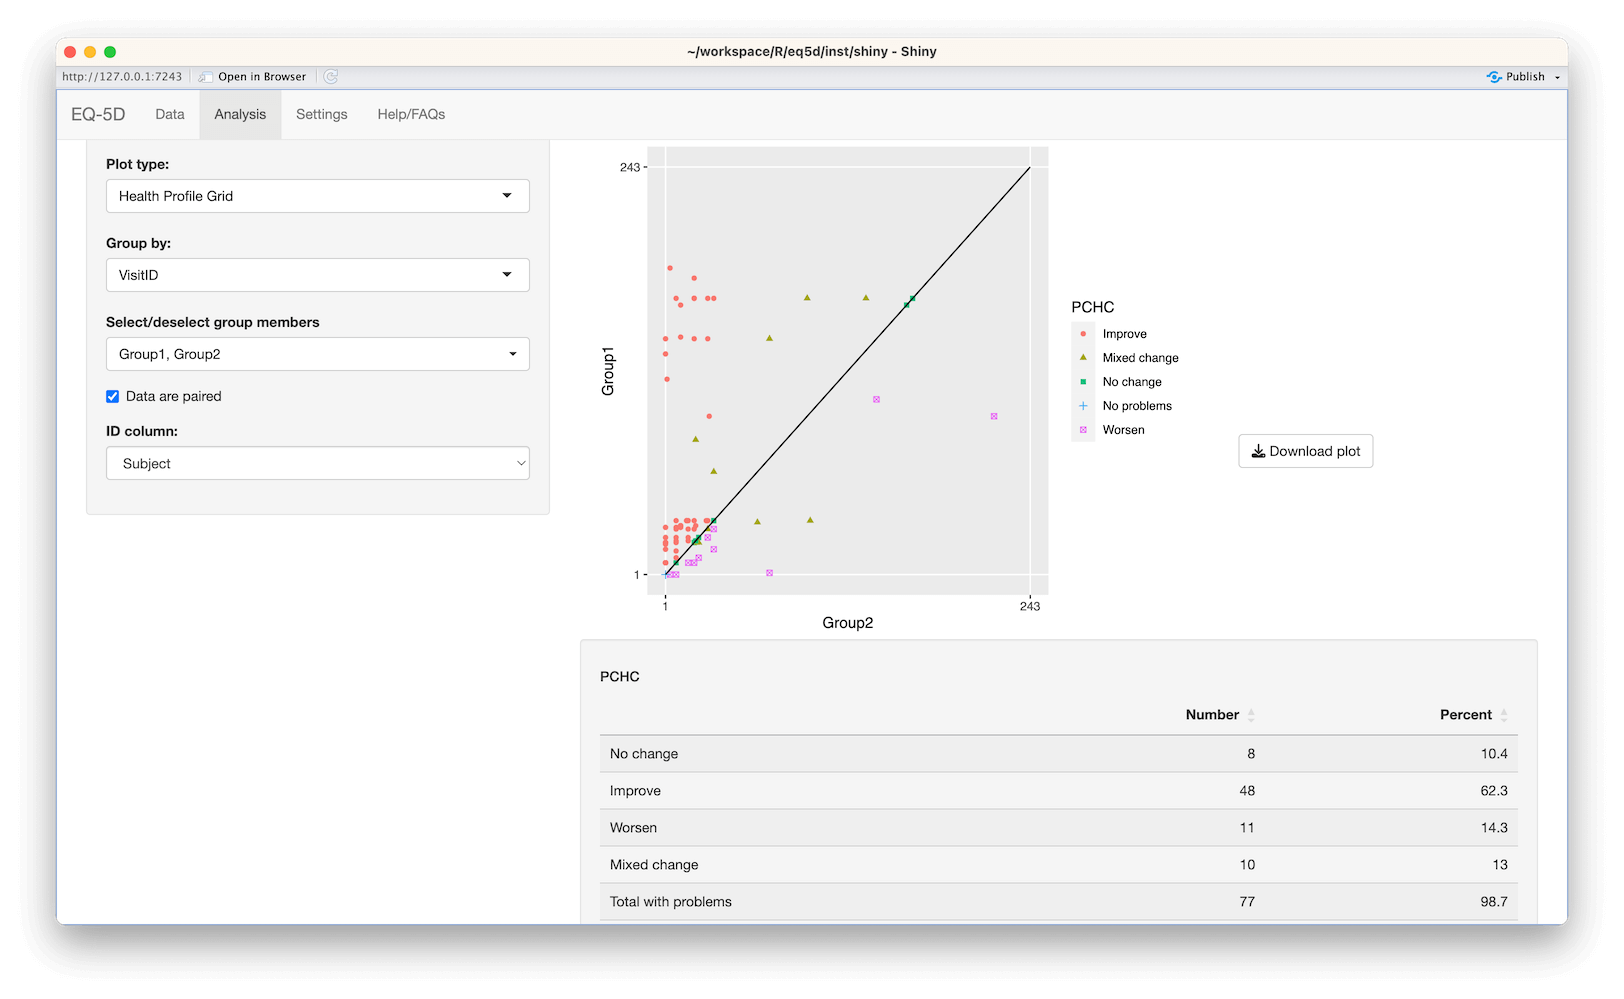 ~/workspace/R/eq5d/inst/shiny - Shiny
http://127.0.0.1:7243 Open in Browser Publish
EQ-5D Data Analysis Settings Help/FAQs
Plot type:
Health Profile Grid
Group by:
VisitID
Select/deselect group members
Group1, Group2
Data are paired
ID column:
Subject
243
Group1
1
1 243
Group2
PCHC
Improve
Mixed change
No change
No problems
Worsen
Download plot
PCHC
Number Percent
No change 8 10.4
Improve 48 62.3
Worsen 11 14.3
Mixed change 10 13
Total with problems 77 98.7